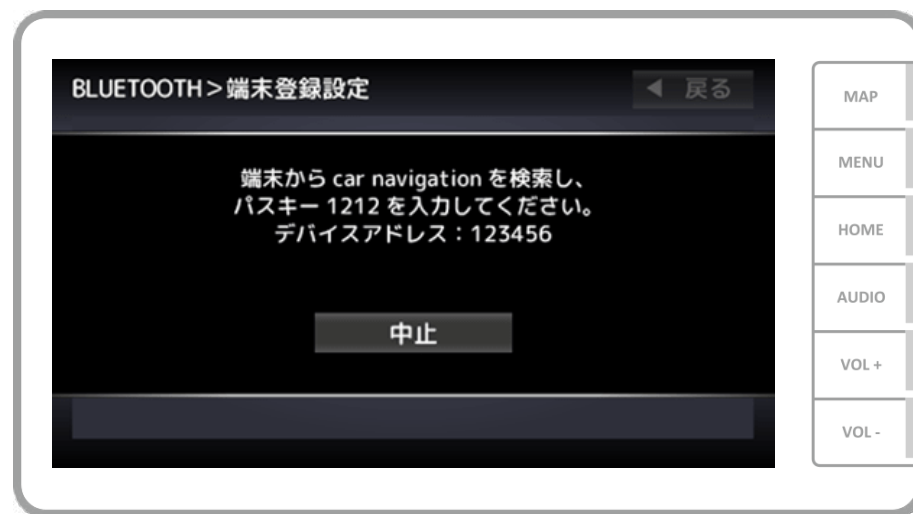 BLUETOOTH>端末登録設定
◀ 戻る
端末から car navigation を検索し、
パスキー 1212 を入力してください。
デバイスアドレス：123456
中止
MAP
MENU
HOME
AUDIO
VOL +
VOL -